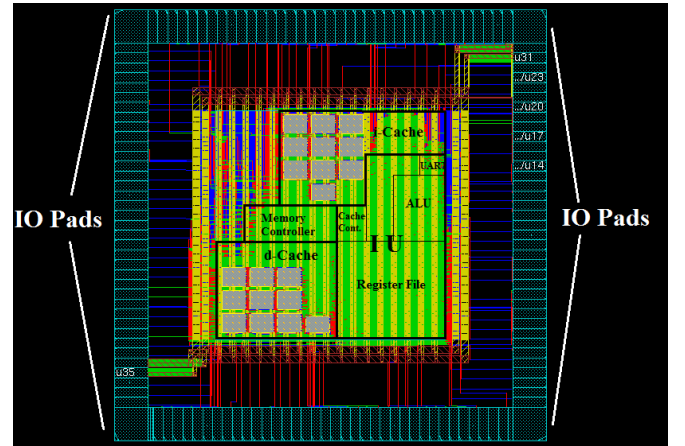 u31
../u23
../u20
../u17
../u14
i-Cache
UART
ALU
IO Pads
IO Pads
Memory
Controller
Cache
Cont.
I U
d-Cache
Register File
u35